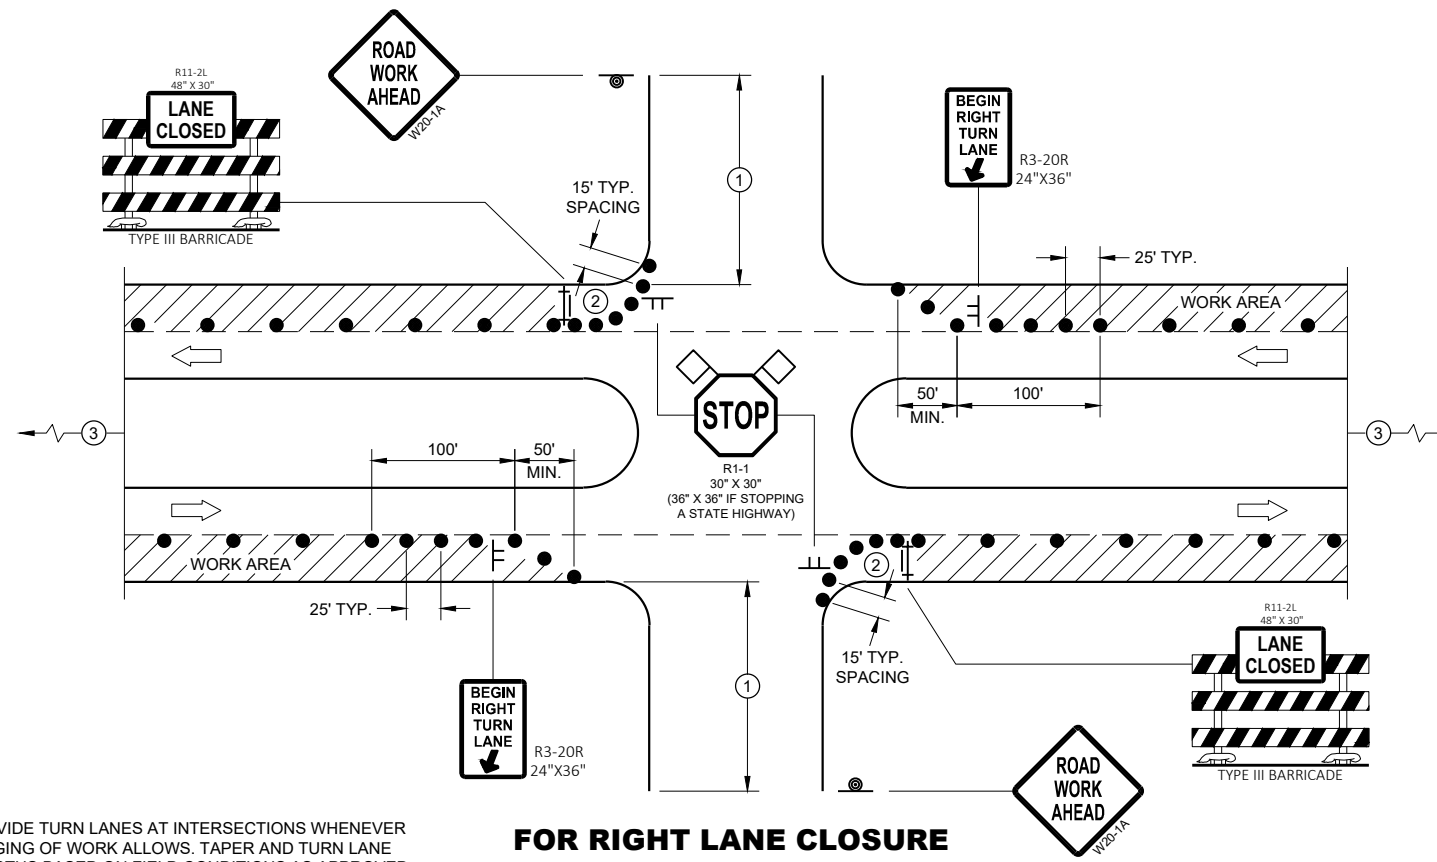 ROAD
WORK
AHEAD
W20-1A
R11-2L
48" X 30"
LANE
CLOSED
TYPE III BARRICADE
BEGIN
RIGHT
TURN
LANE
R3-20R
24"X36"
15' TYP.
SPACING
1
25' TYP.
2
WORK AREA
50'
MIN.
100'
STOP
R1-1
30" X 30"
(36" X 36" IF STOPPING
A STATE HIGHWAY)
3
3
100'
50'
MIN.
WORK AREA
2
25' TYP.
15' TYP.
SPACING
1
R11-2L
48" X 30"
LANE
CLOSED
TYPE III BARRICADE
BEGIN
RIGHT
TURN
LANE
R3-20R
24"X36"
ROAD
WORK
AHEAD
W20-1A
VIDE TURN LANES AT INTERSECTIONS WHENEVER
GING OF WORK ALLOWS. TAPER AND TURN LANE
FOR RIGHT LANE CLOSURE